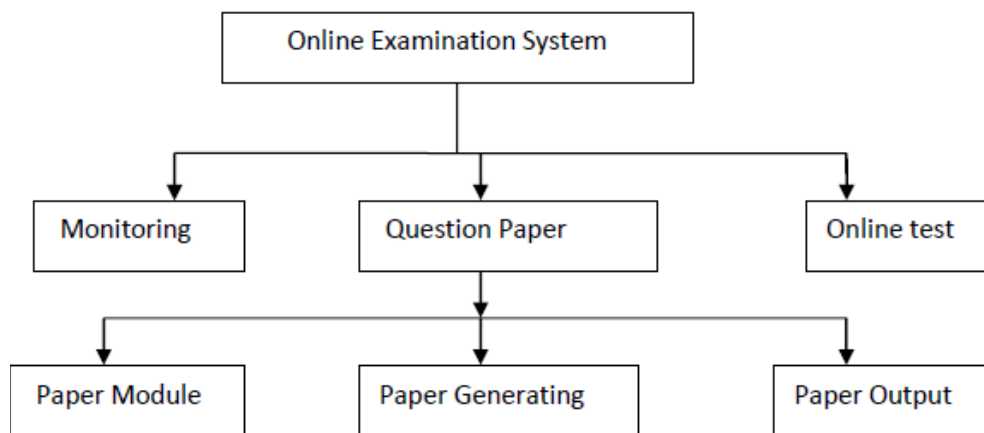 Online Examination System
Monitoring
Question Paper
Online test
Paper Module
Paper Generating
Paper Output